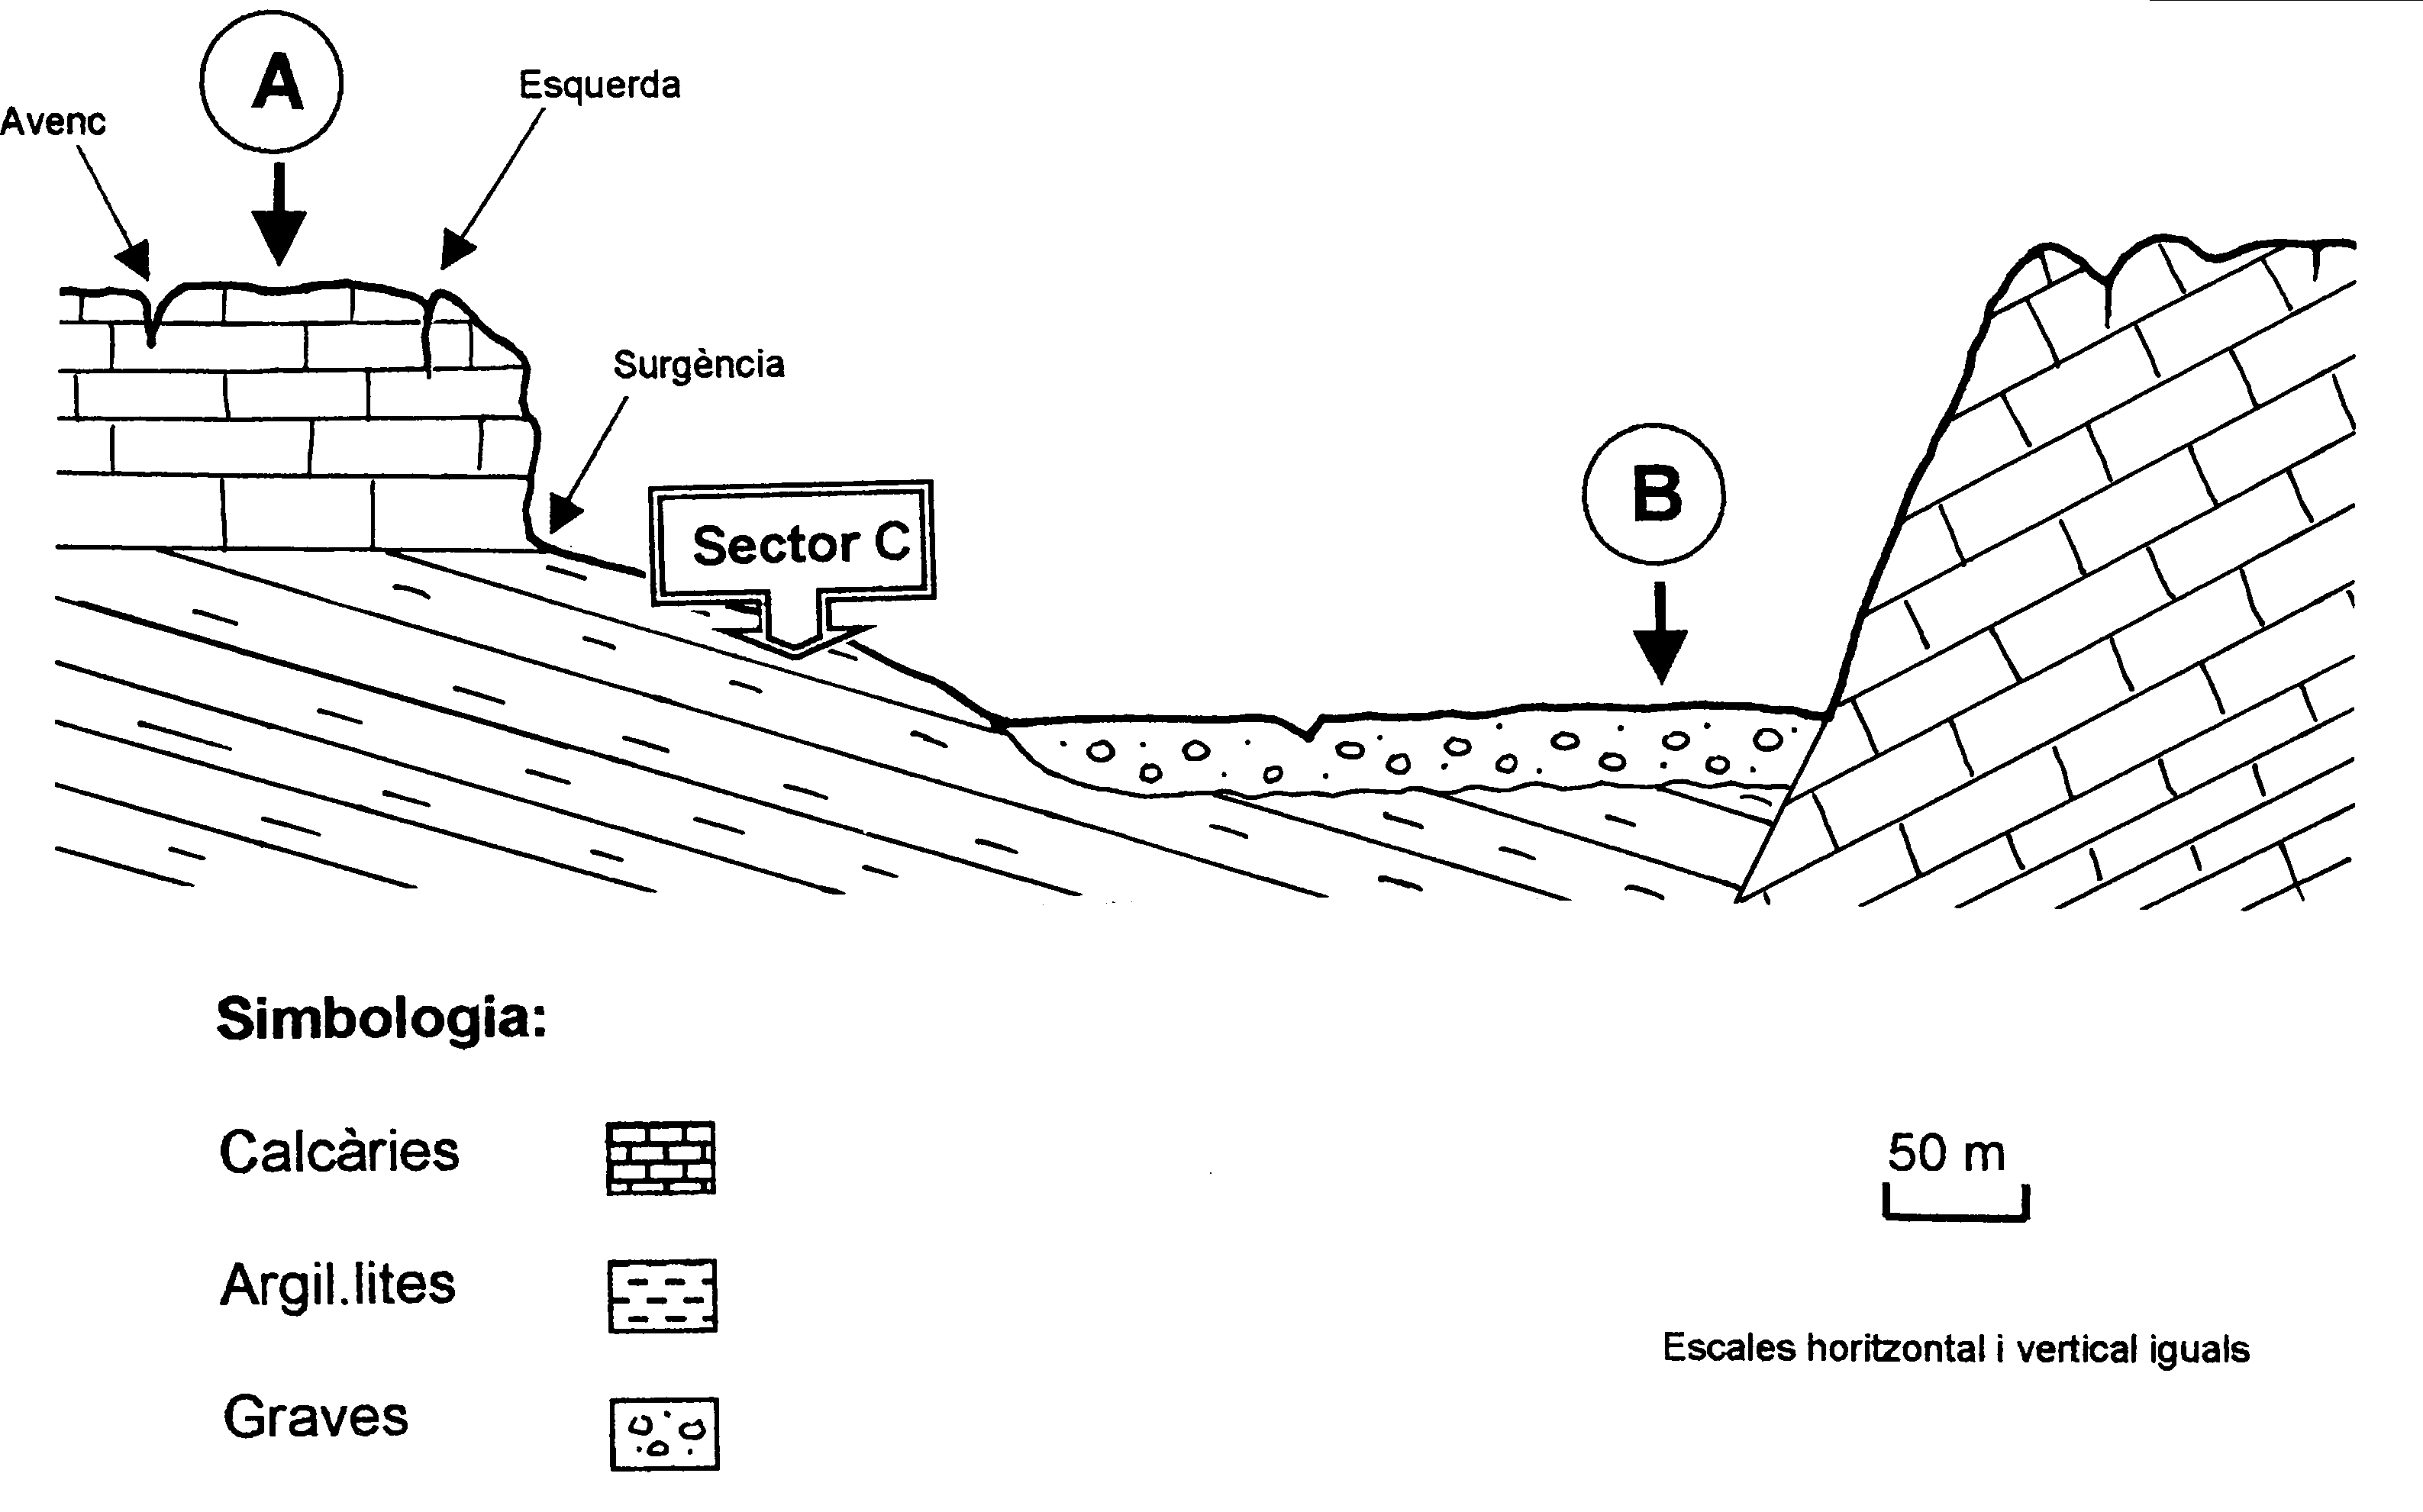 A
Esquerda
Avenc
Surgència
B
Sector C
Simbologia:
Calcàries
50 m
Argil.lites
Escales horitzontal i vertical iguals
Graves